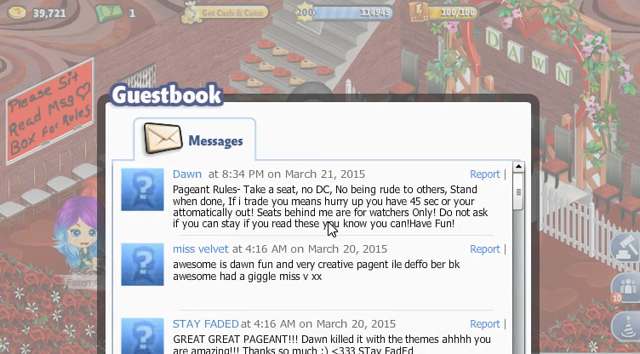 39,721
1
Get Cash & Coins
200
114949
100/100
Please Sit
Read Msg
Box For Rules
DAWN
Guestbook
Messages
Dawn at 8:34 PM on March 21, 2015
Report |
Pageant Rules- Take a seat, no DC, No being rude to others, Stand
when done, If i trade you means hurry up you have 45 sec or your
attomatically out! Seats behind me are for watchers Only! Do not ask
if you can stay if you read these you know you can!Have Fun!
miss velvet at 4:16 AM on March 20, 2015
Report |
awesome is dawn fun and very creative pagent ile deffo ber bk
awesome had a giggle miss v xx
STAY FADED at 4:16 AM on March 20, 2015
Report |
GREAT GREAT PAGEANT!!! Dawn killed it with the themes ahhhh you
are amazing!!! Thanks so much :) <333 STay FadEd
10